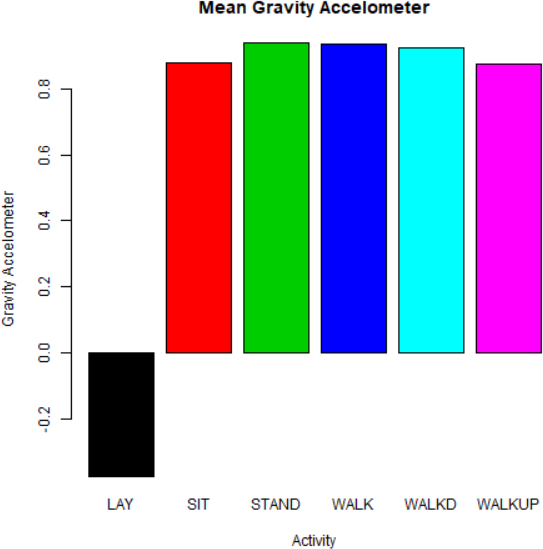 Mean Gravity Accelometer
Gravity Accelometer
0.8
0.6
0.4
0.2
0.0
-0.2
LAY SIT STAND WALK WALKD WALKUP
Activity